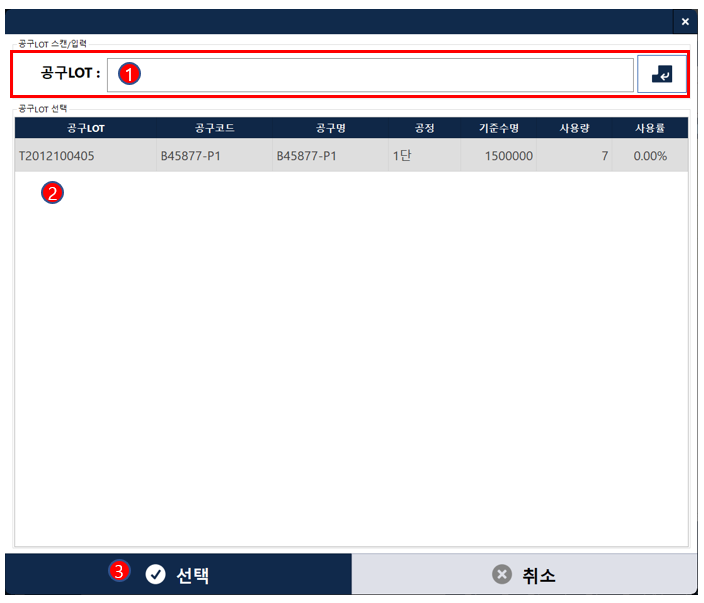 공구LOT 스캔/입력
공구LOT : 1
공구LOT 선택
공구LOT 공구코드 공구명 공정 기준수명 사용량 사용률
T2012100405 B45877-P1 B45877-P1 1단 1500000 7 0.00%
2
3 선택 취소